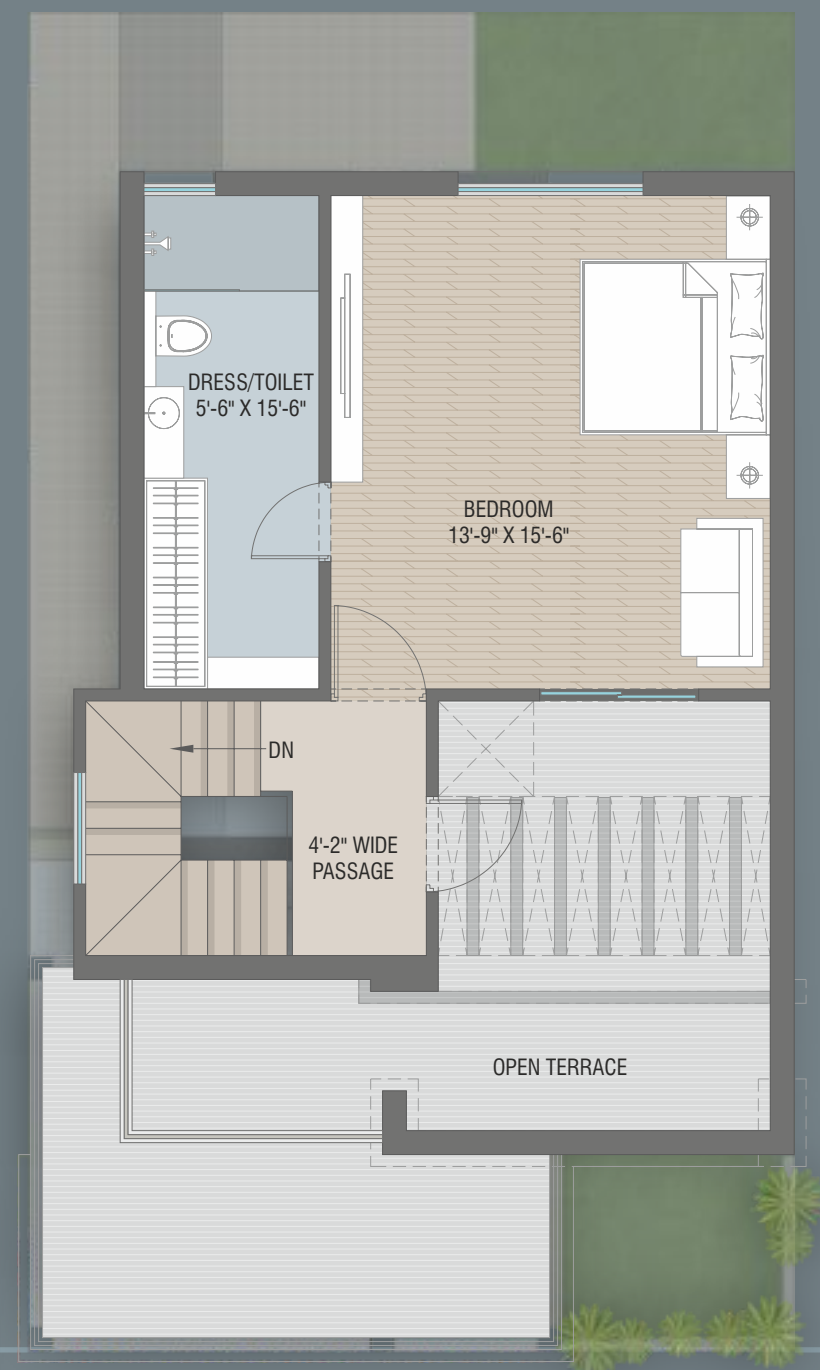 DRESS/TOILET
5'-6" X 15'-6"
BEDROOM
13'-9" X 15'-6"
DN
4'-2" WIDE
PASSAGE
OPEN TERRACE